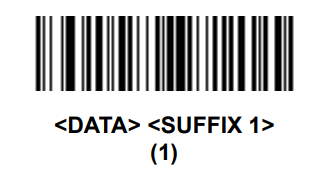 <DATA> <SUFFIX 1>
(1)